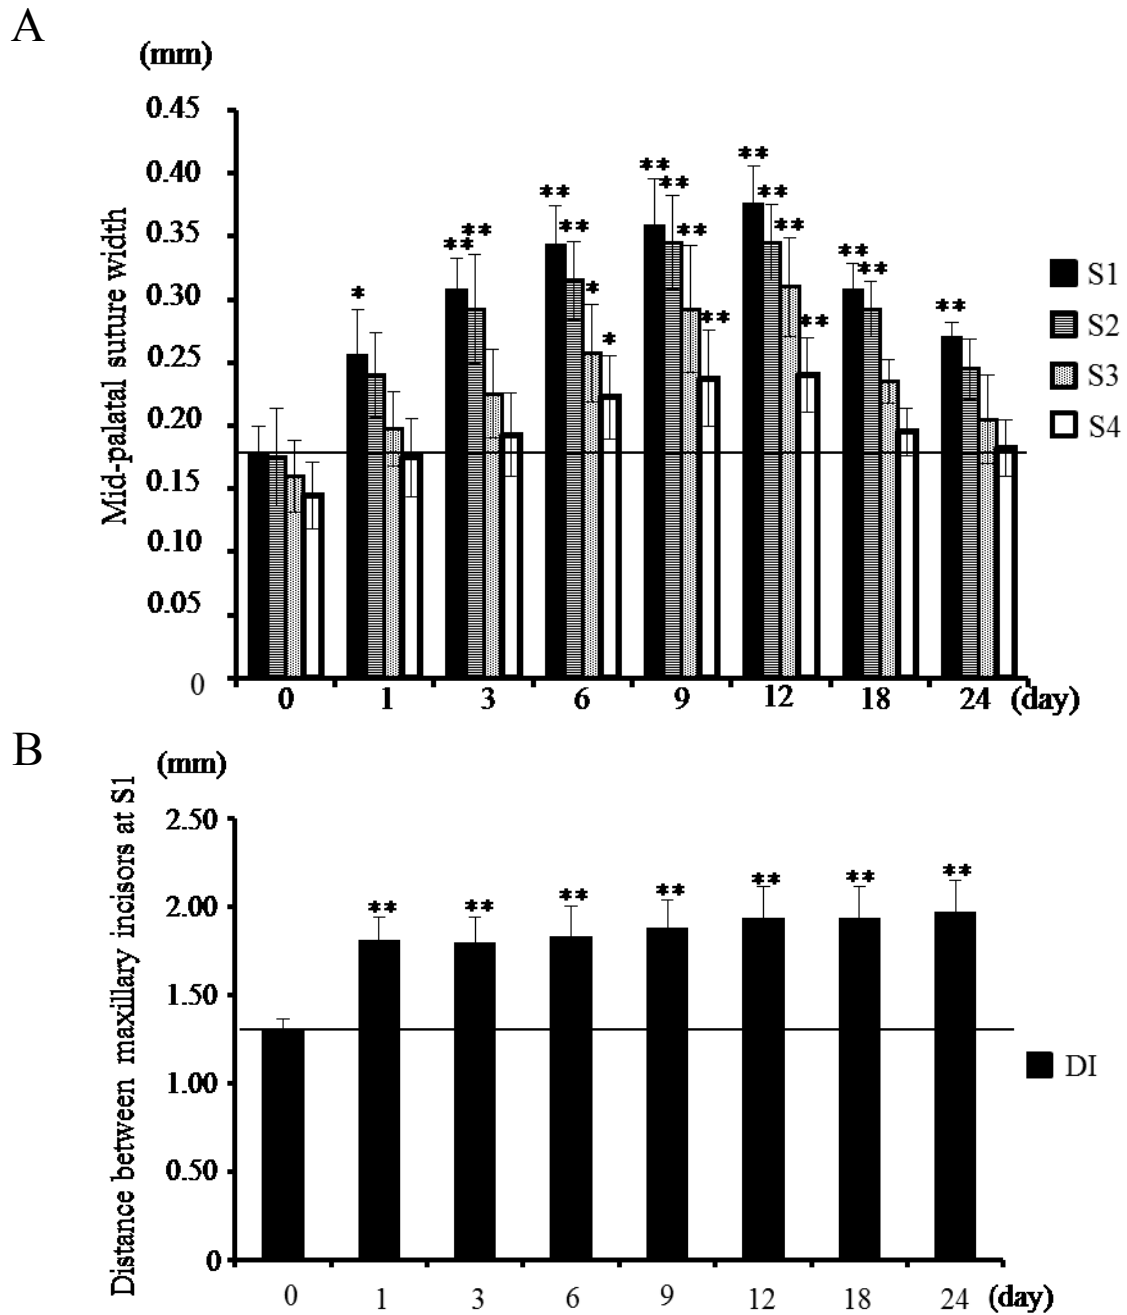 A
(mm)
Mid-palatal suture width
0.45
0.40
0.35
0.30
0.25
0.20
0.15
0.10
0.05
0
*
** **
** ** * *
** ** ** **
** ** ** **
** **
**
S1
S2
S3
S4
0 1 3 6 9 12 18 24 (day)
B
(mm)
Distance between maxillary incisors at S1
2.50
2.00
1.50
1.00
0.50
0
** ** ** ** ** ** **
DI
0 1 3 6 9 12 18 24 (day)